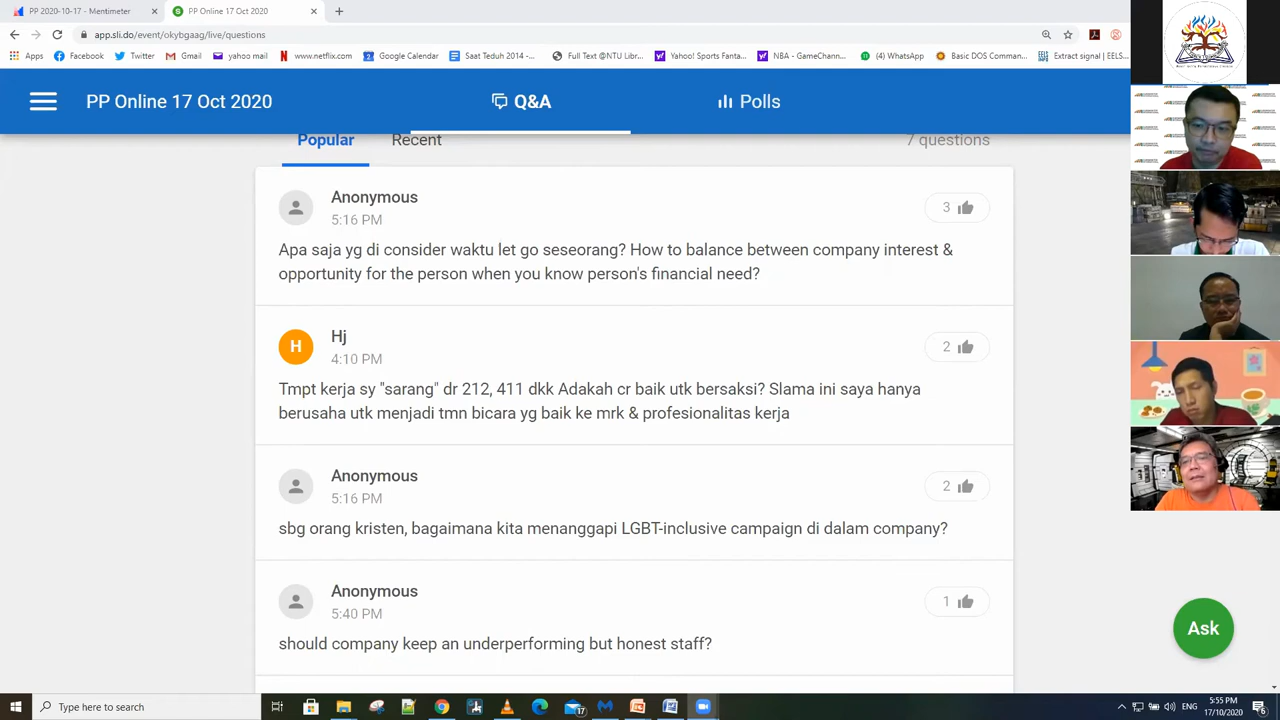 PP 2020-10-17 - Mentimeter
PP Online 17 Oct 2020
app.sli.do/event/okybgaag/live/questions
Apps
Facebook
Twitter
Gmail
yahoo mail
www.netflix.com
Google Calendar
Saat Teduh 2014 -...
Full Text @NTU Libr...
Yahoo! Sports Fanta...
NBA - GameChann...
(4) WhatsApp
Basic DOS Comman...
Extract signal | EELS...
PP Online 17 Oct 2020
Q&A
Polls
Popular
Recent
7 questions
Anonymous
5:16 PM
3
Apa saja yg di consider waktu let go seseorang? How to balance between company interest &
opportunity for the person when you know person's financial need?
H
Hj
4:10 PM
2
Tmpt kerja sy "sarang" dr 212, 411 dkk Adakah cr baik utk bersaksi? Slama ini saya hanya
berusaha utk menjadi tmn bicara yg baik ke mrk & profesionalitas kerja
Anonymous
5:16 PM
2
sbg orang kristen, bagaimana kita menanggapi LGBT-inclusive campaign di dalam company?
Anonymous
5:40 PM
1
should company keep an underperforming but honest staff?
Ask
Type here to search
17
ENG
5:55 PM
17/10/2020
6